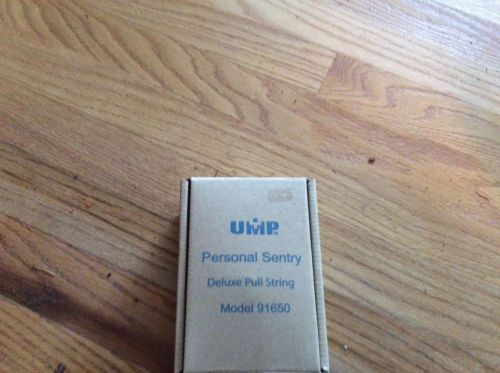 UMP
Personal Sentry
Deluxe Pull String
Model 91650